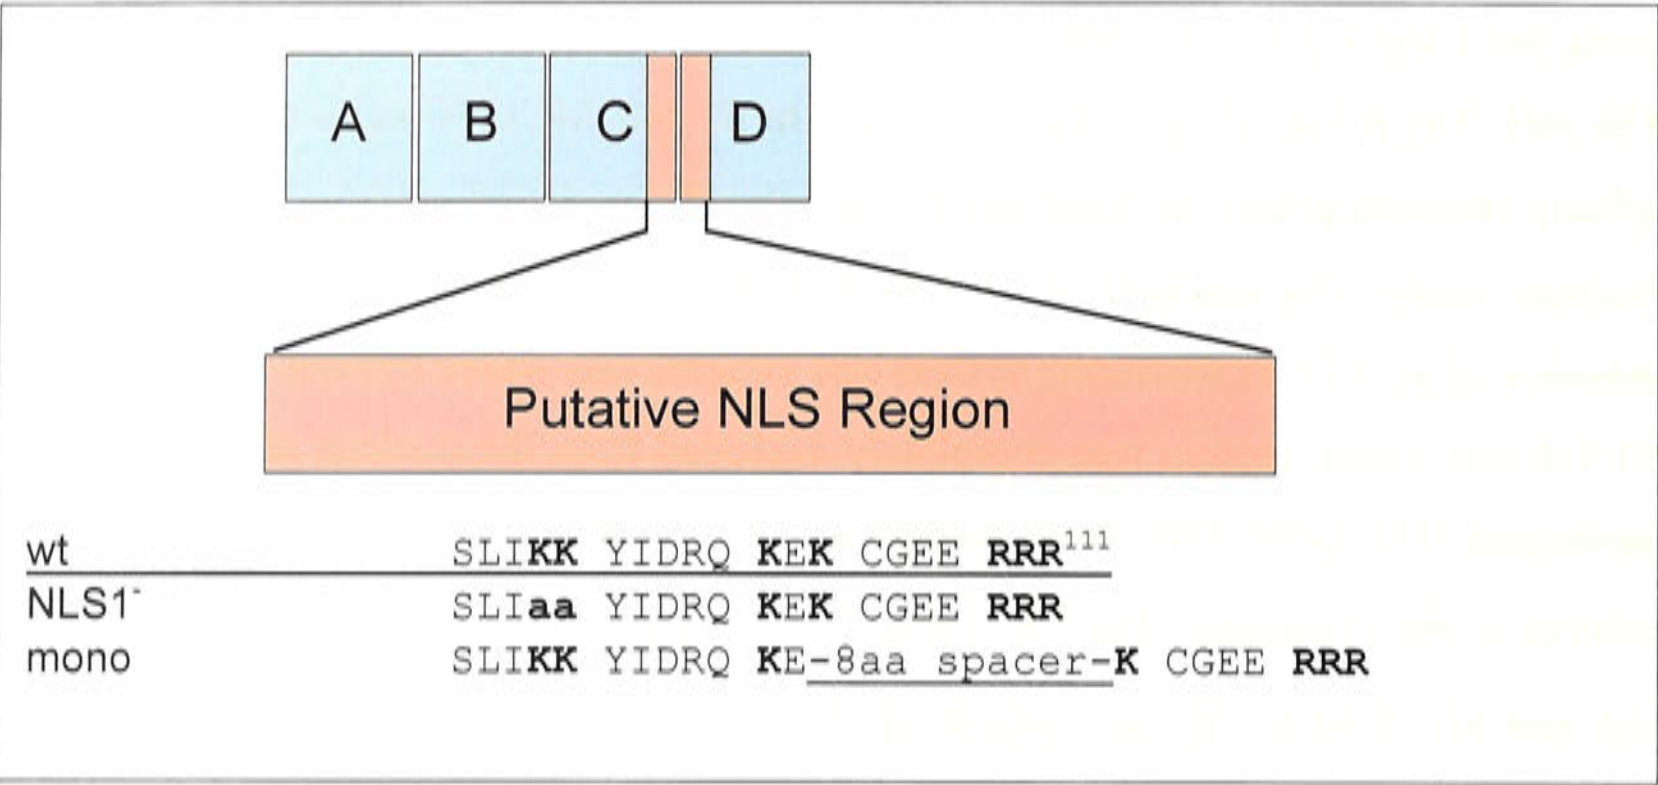 A B C D
Putative NLS Region
wt SLIKK YIDRQ KEK CGEE RRR¹¹¹
NLS1⁻ SLIaa YIDRQ KEK CGEE RRR
mono SLIKK YIDRQ KE-8aa spacer-K CGEE RRR